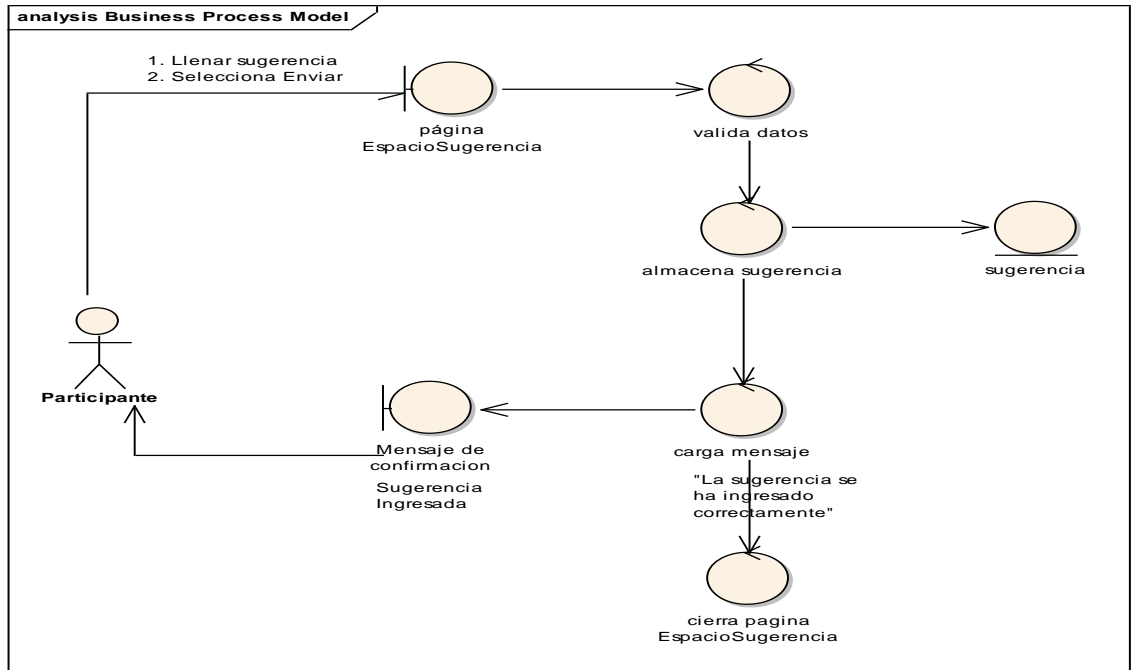 analysis Business Process Model
1. Llenar sugerencia
2. Selecciona Enviar
página
EspacioSugerencia
valida datos
almacena sugerencia
sugerencia
Participante
Mensaje de
confirmacion
Sugerencia
Ingresada
carga mensaje
"La sugerencia se
ha ingresado
correctamente"
cierra pagina
EspacioSugerencia